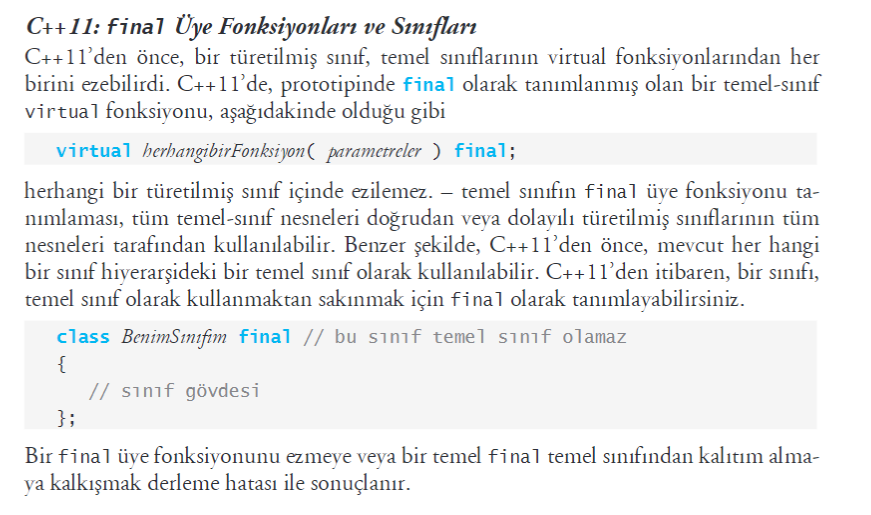 C++11: final Üye Fonksiyonları ve Sınıfları
C++11’den önce, bir türetilmiş sınıf, temel sınıflarının virtual fonksiyonlarından her
birini ezebilirdi. C++11’de, prototipinde final olarak tanımlanmış olan bir temel-sınıf
virtual fonksiyonu, aşağıdakinde olduğu gibi
virtual herhangibirFonksiyon( parametreler ) final;
herhangi bir türetilmiş sınıf içinde ezilemez. – temel sınıfın final üye fonksiyonu ta-
nımlaması, tüm temel-sınıf nesneleri doğrudan veya dolayılı türetilmiş sınıflarının tüm
nesneleri tarafından kullanılabilir. Benzer şekilde, C++11’den önce, mevcut her hangi
bir sınıf hiyerarşideki bir temel sınıf olarak kullanılabilir. C++11’den itibaren, bir sınıfı,
temel sınıf olarak kullanmaktan sakınmak için final olarak tanımlayabilirsiniz.
class BenimSınıfım final // bu sınıf temel sınıf olamaz
{
// sınıf gövdesi
};
Bir final üye fonksiyonunu ezmeye veya bir temel final temel sınıfından kalıtım alma-
ya kalkışmak derleme hatası ile sonuçlanır.